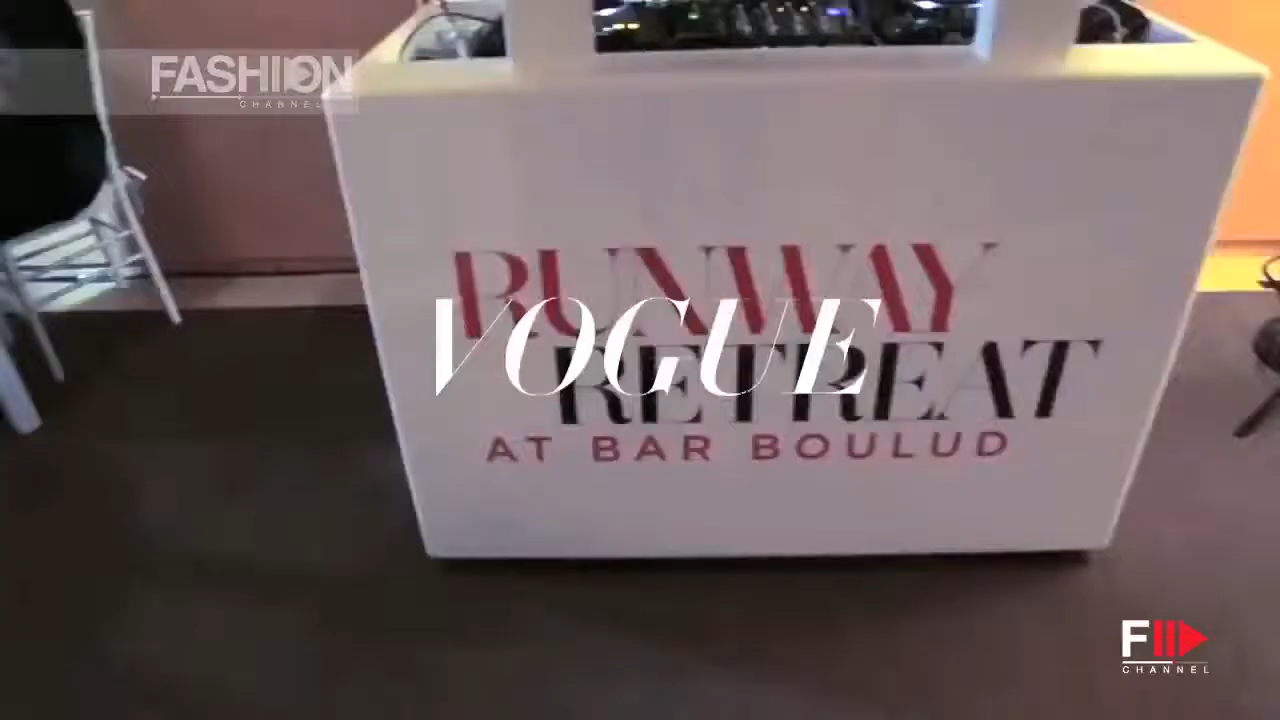 FASHION
CHANNEL
RUNWAY
VOGUE
RETREAT
AT BAR BOULUD
F
CHANNEL